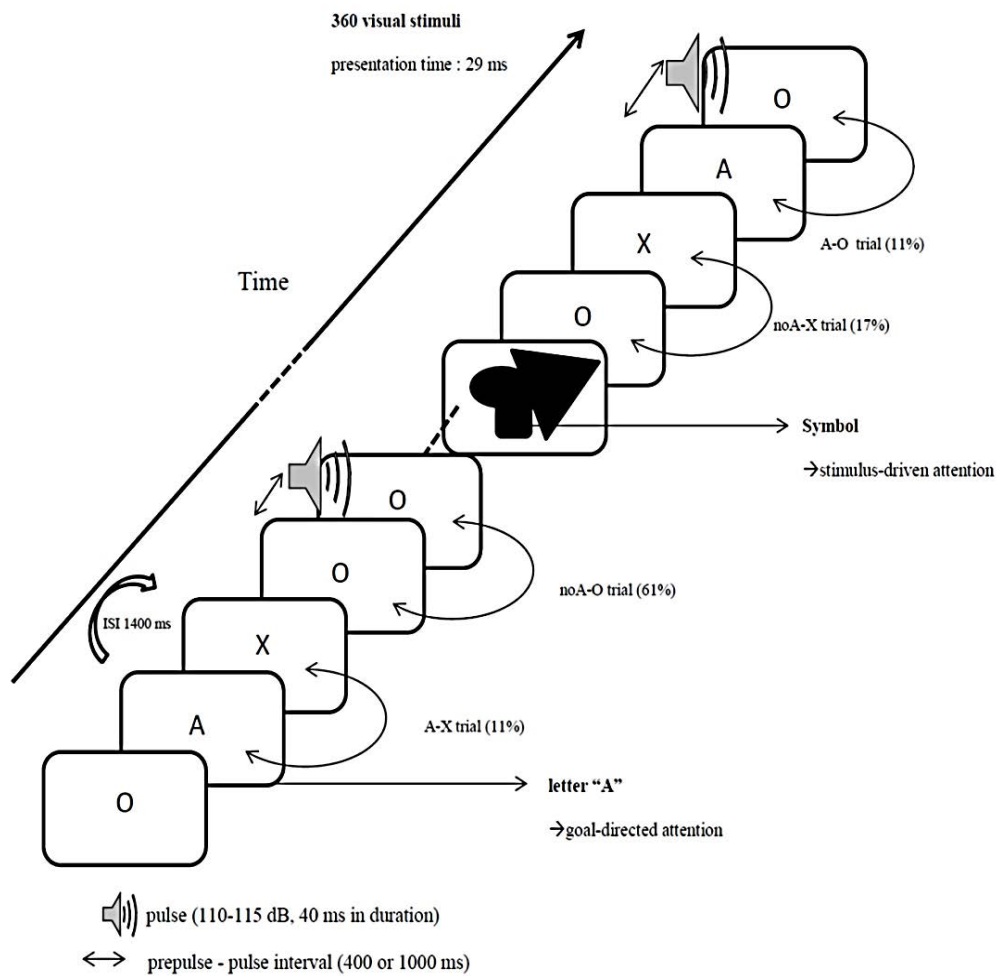 360 visual stimuli
presentation time : 29 ms
O
A
X
A-O trial (11%)
Time
O
noA-X trial (17%)
Symbol
→stimulus-driven attention
O
O
noA-O trial (61%)
ISI 1400 ms
X
A
A-X trial (11%)
letter “A”
O
→goal-directed attention
pulse (110-115 dB, 40 ms in duration)
prepulse - pulse interval (400 or 1000 ms)